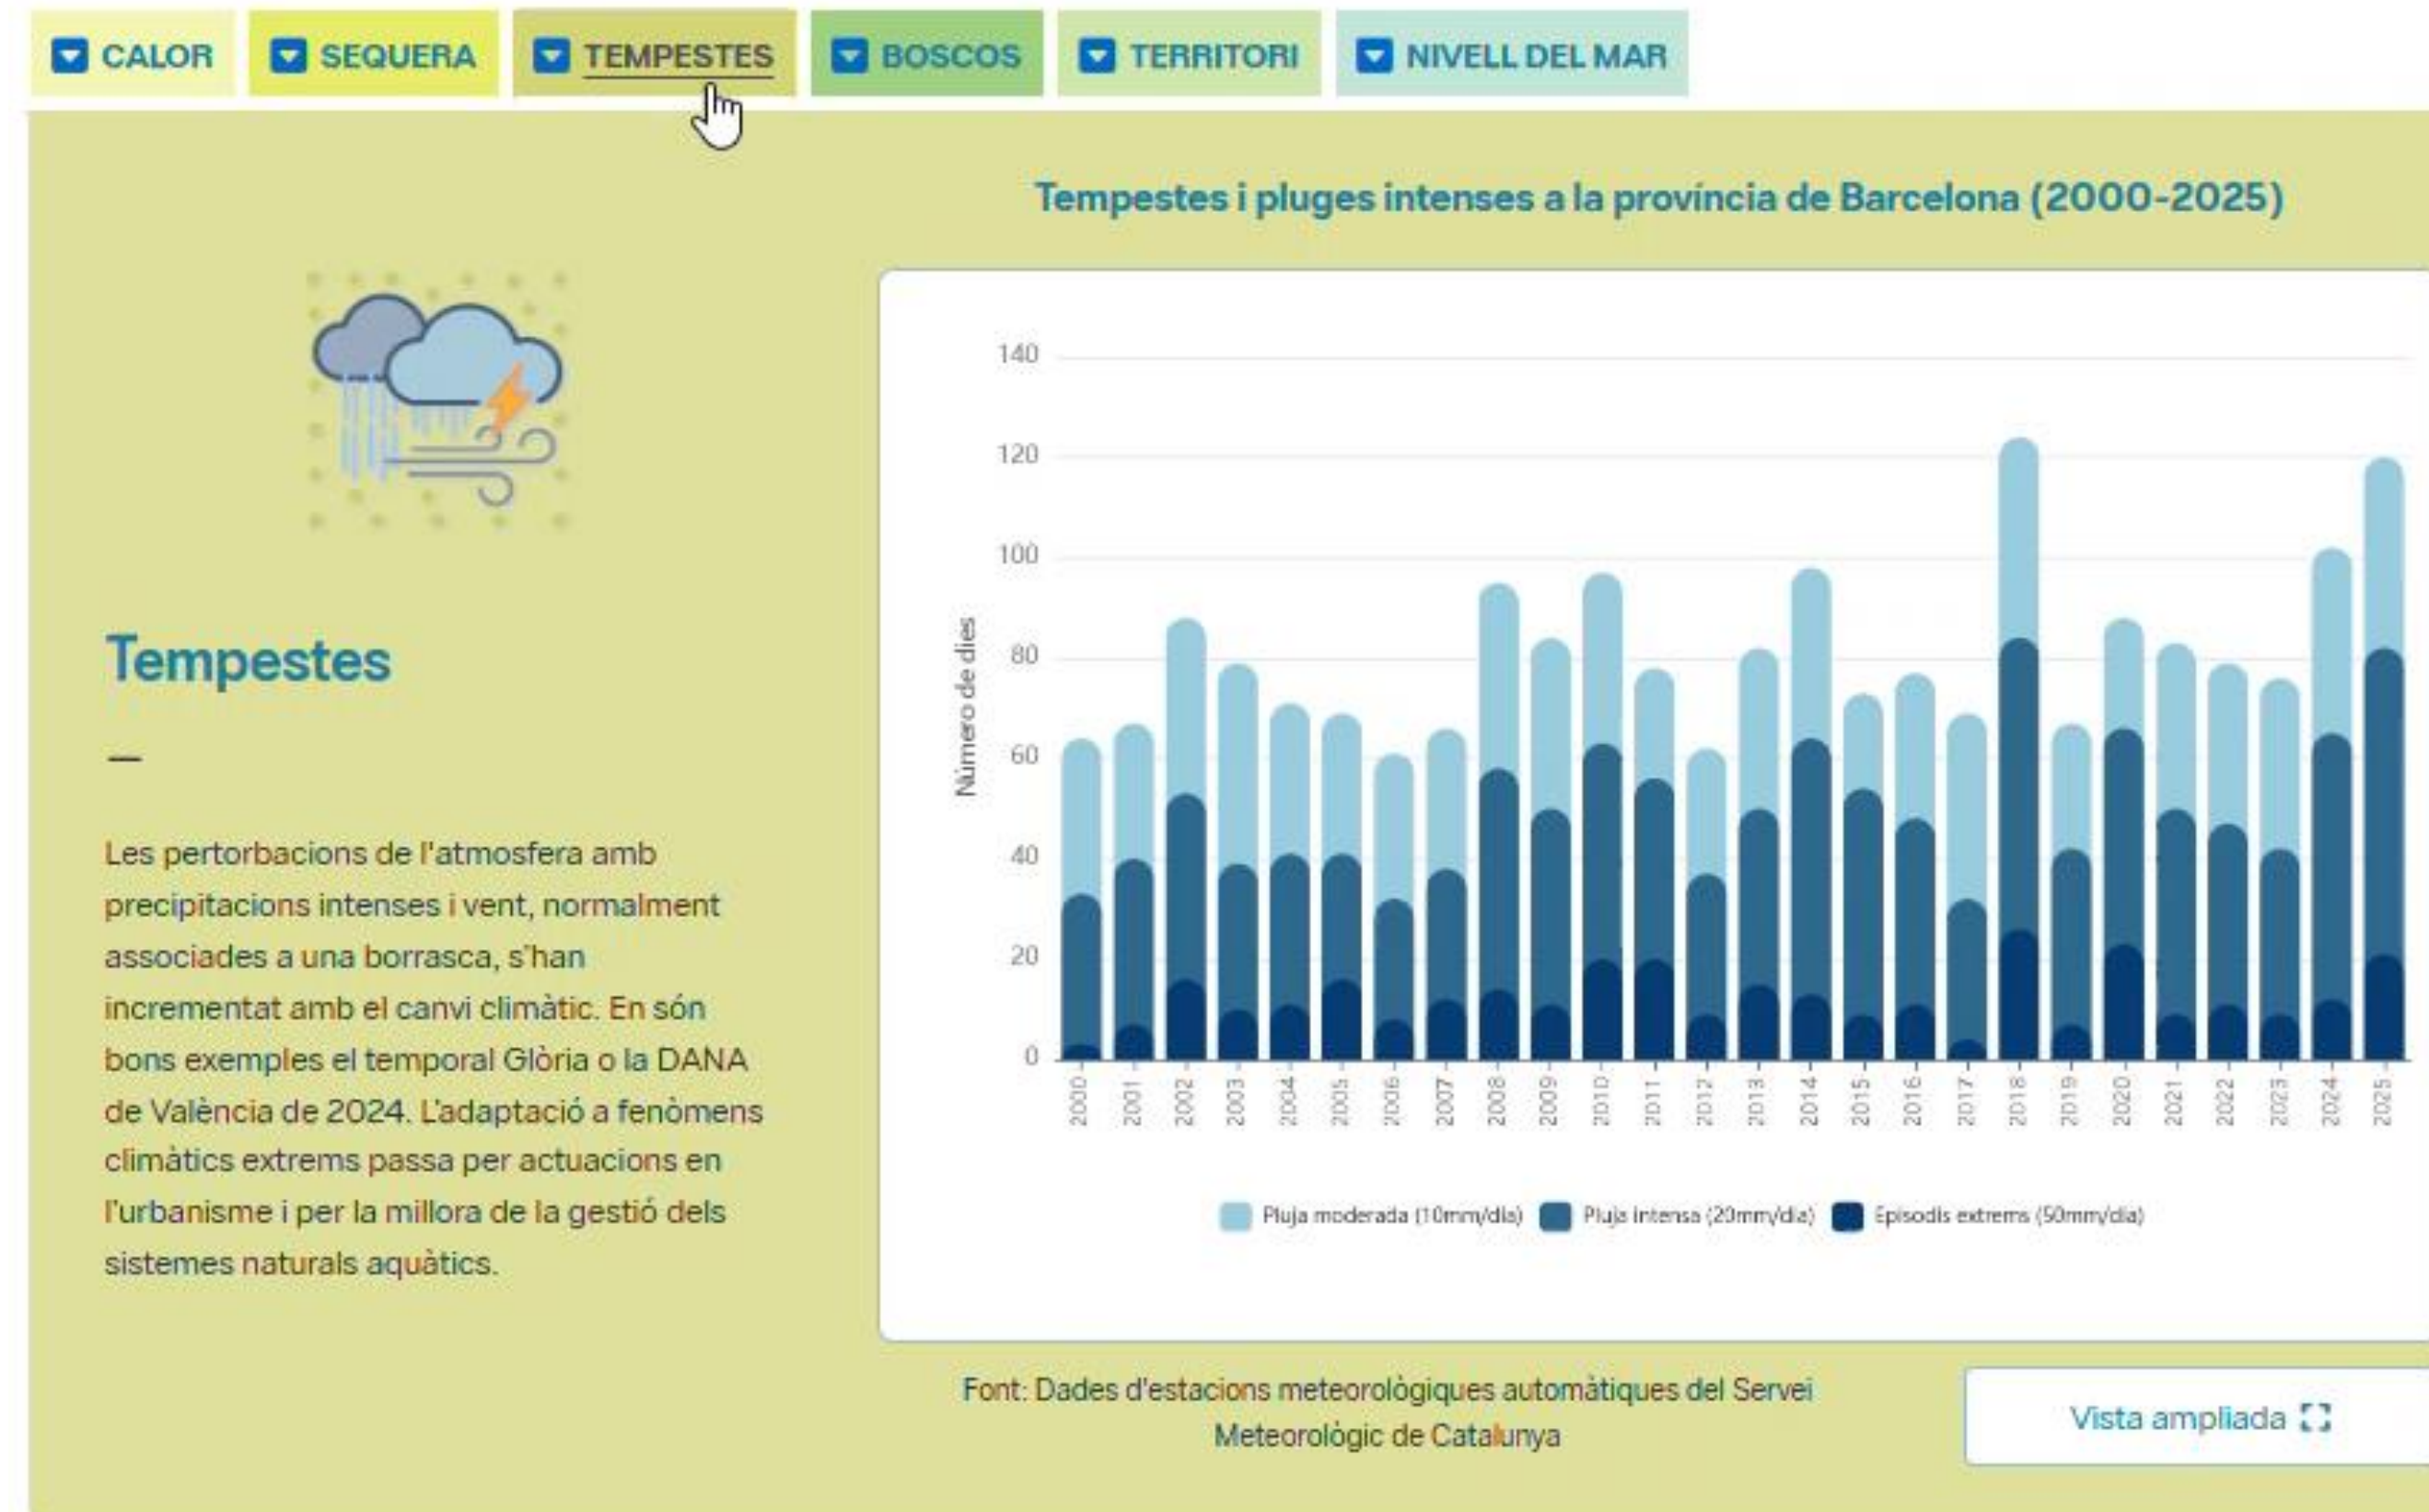 CALOR
SEQUERA
TEMPESTES
BOSCOS
TERRITORI
NIVELL DEL MAR
Tempestes i pluges intenses a la província de Barcelona (2000-2025)
Tempestes
—
Les pertorbacions de l'atmosfera amb
precipitacions intenses i vent, normalment
associades a una borrasca, s'han
incrementat amb el canvi climàtic. En són
bons exemples el temporal Glòria o la DANA
de València de 2024. L'adaptació a fenòmens
climàtics extrems passa per actuacions en
l'urbanisme i per la millora de la gestió dels
sistemes naturals aquàtics.
Número de dies
140
120
100
80
60
40
20
0
2000
2001
2002
2003
2004
2005
2006
2007
2008
2009
2010
2011
2012
2013
2014
2015
2016
2017
2018
2019
2020
2021
2022
2023
2024
2025
Pluja moderada (10mm/dia)
Pluja intensa (20mm/dia)
Episodis extrems (50mm/dia)
Font: Dades d'estacions meteorològiques automàtiques del Servei
Meteorològic de Catalunya
Vista ampliada